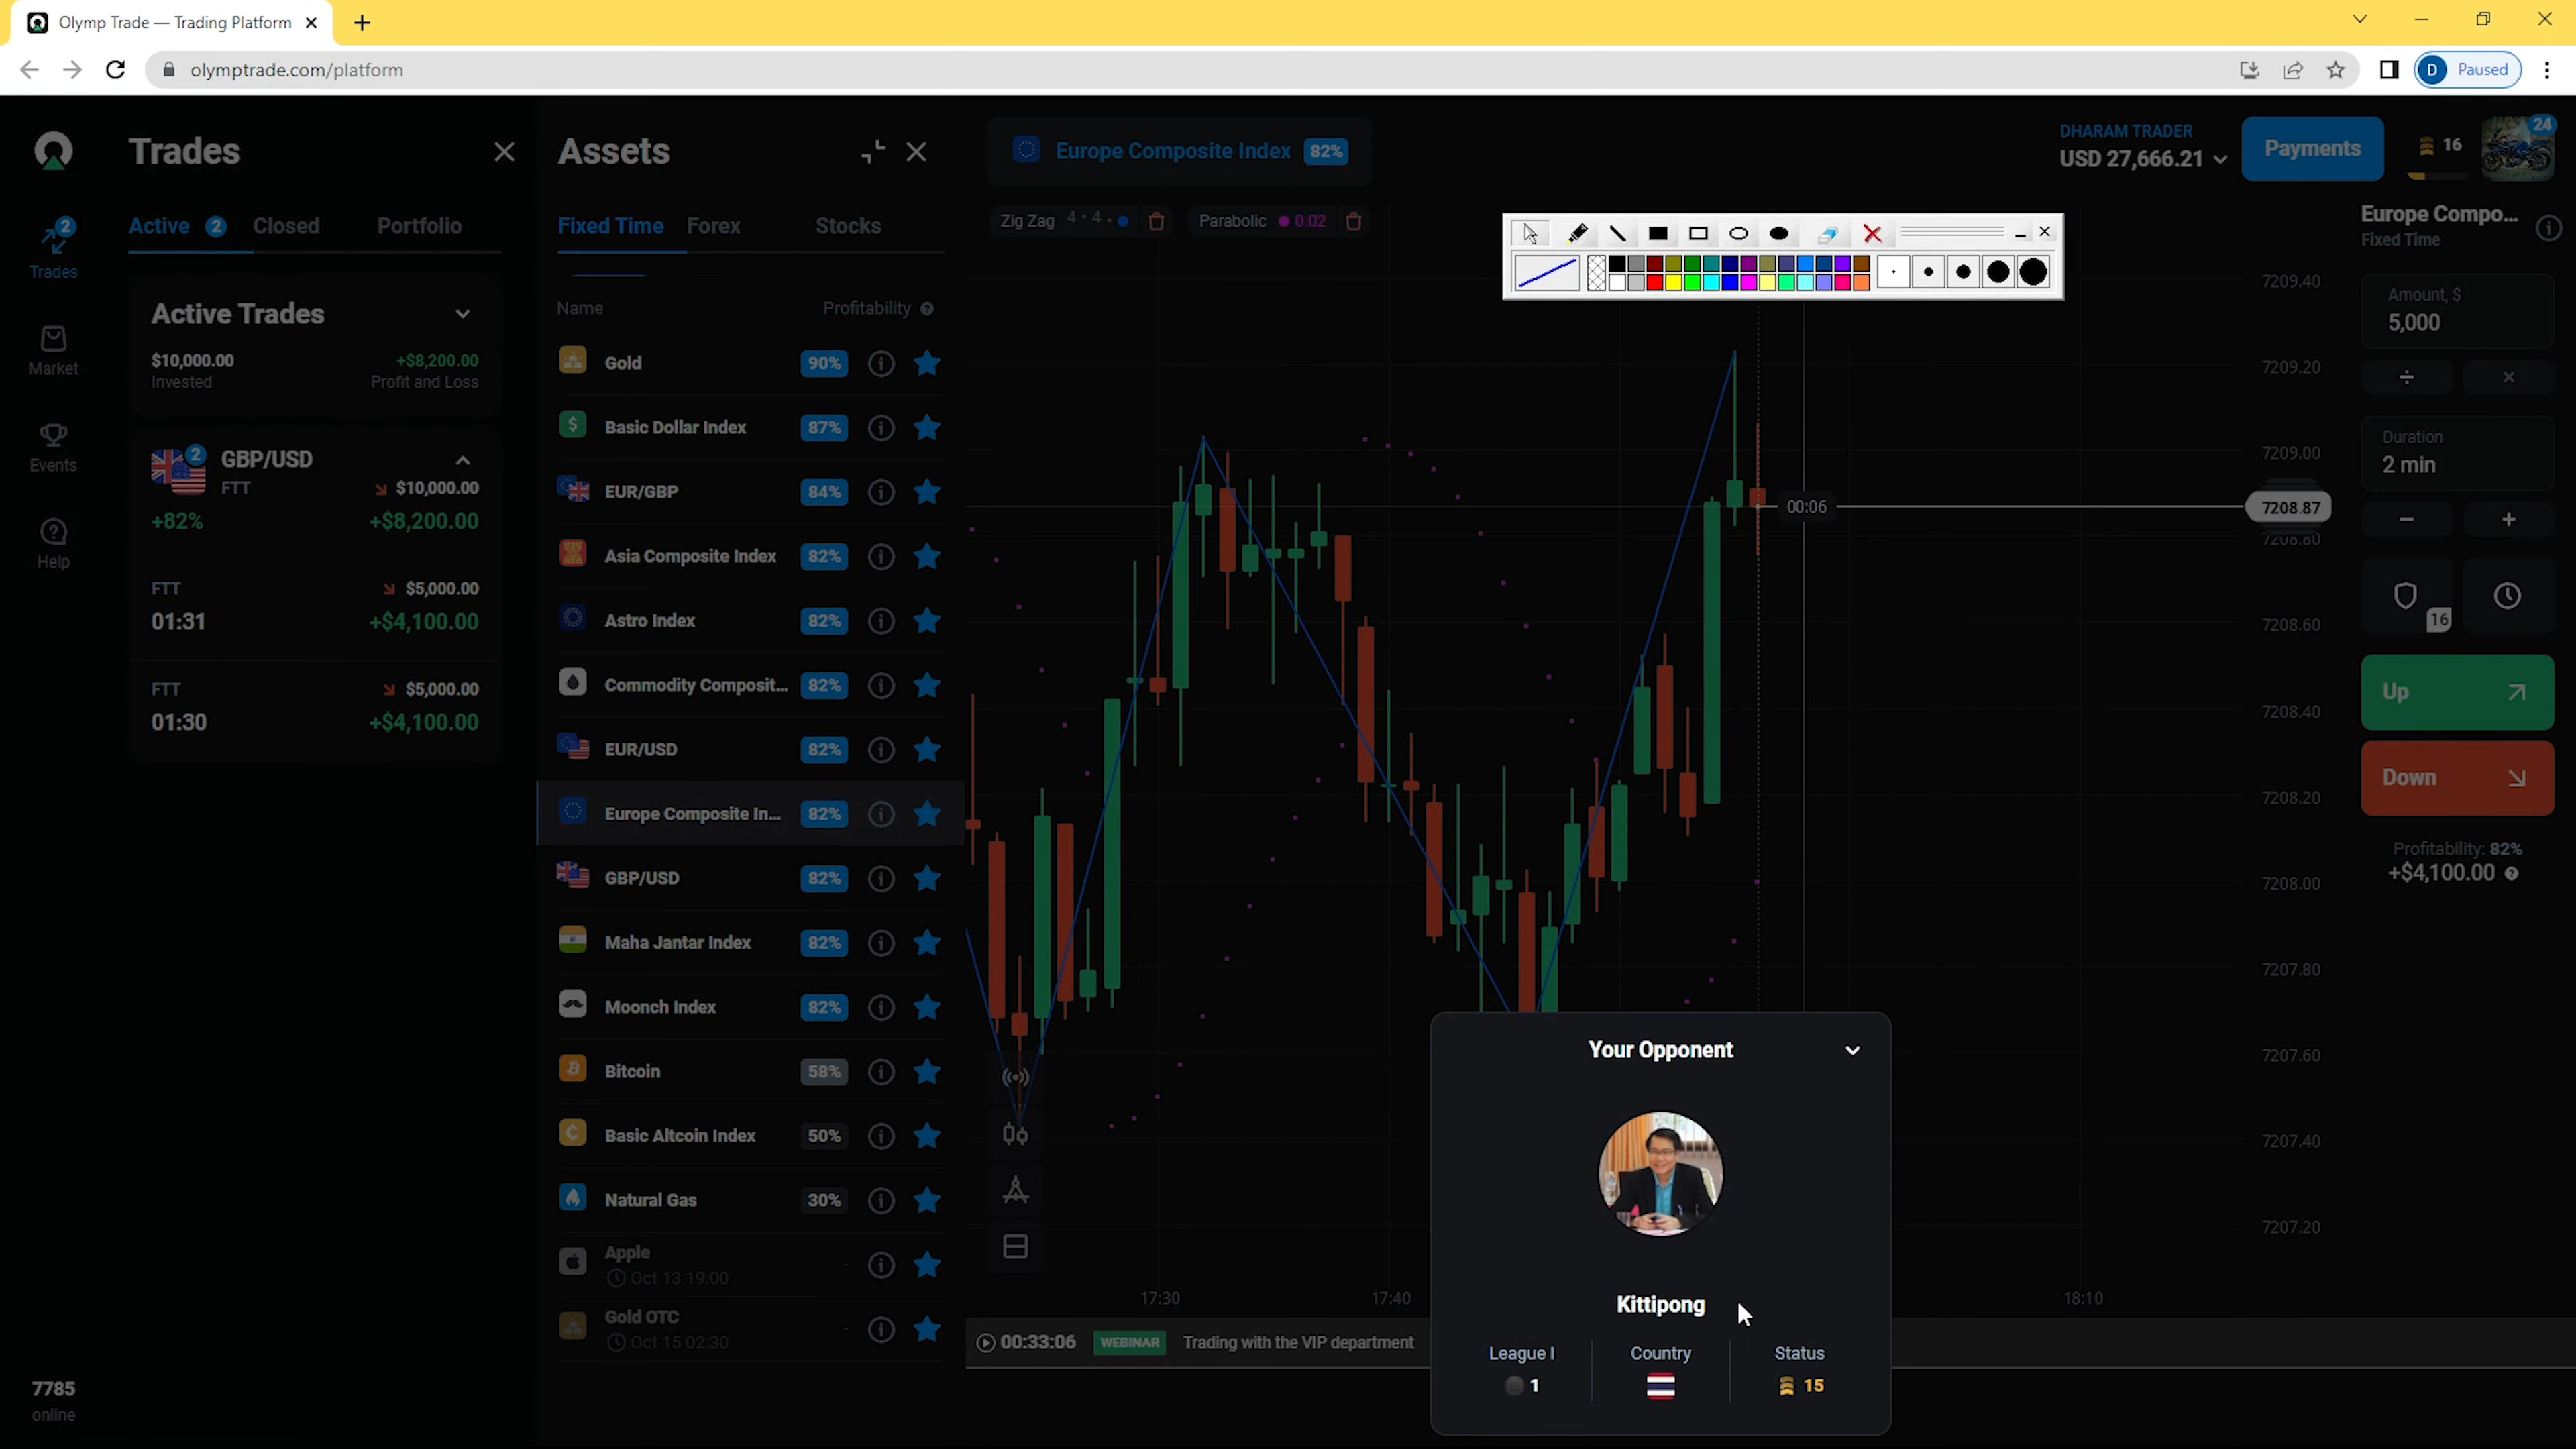 Olymp Trade — Trading Platform
olymptrade.com/platform
D Paused
Trades
Active 2 Closed Portfolio
Active Trades
$10,000.00 +$8,200.00
Invested Profit and Loss
2 GBP/USD
FTT $10,000.00
+82% +$8,200.00
FTT $5,000.00
01:31 +$4,100.00
FTT $5,000.00
01:30 +$4,100.00
2
Trades
Market
Events
Help
7785
online
Assets
Fixed Time Forex Stocks
Name Profitability
Gold 90%
Basic Dollar Index 87%
EUR/GBP 84%
Asia Composite Index 82%
Astro Index 82%
Commodity Composit... 82%
EUR/USD 82%
Europe Composite In... 82%
GBP/USD 82%
Maha Jantar Index 82%
Moonch Index 82%
Bitcoin 58%
Basic Altcoin Index 50%
Natural Gas 30%
Apple -
Oct 13 19:00
Gold OTC -
Oct 15 02:30
Europe Composite Index 82%
Zig Zag 4 • 4 •
Parabolic 0.02
00:06
7209.40
7209.20
7209.00
7208.87
7208.80
7208.60
7208.40
7208.20
7208.00
7207.80
7207.60
7207.40
7207.20
17:30 17:40 18:10
00:33:06 WEBINAR Trading with the VIP department
Your Opponent
Kittipong
League I Country Status
1 15
DHARAM TRADER
USD 27,666.21
Payments
16
24
Europe Compo...
Fixed Time
Amount, $
5,000
÷ ×
Duration
2 min
− +
16
Up
Down
Profitability: 82%
+$4,100.00